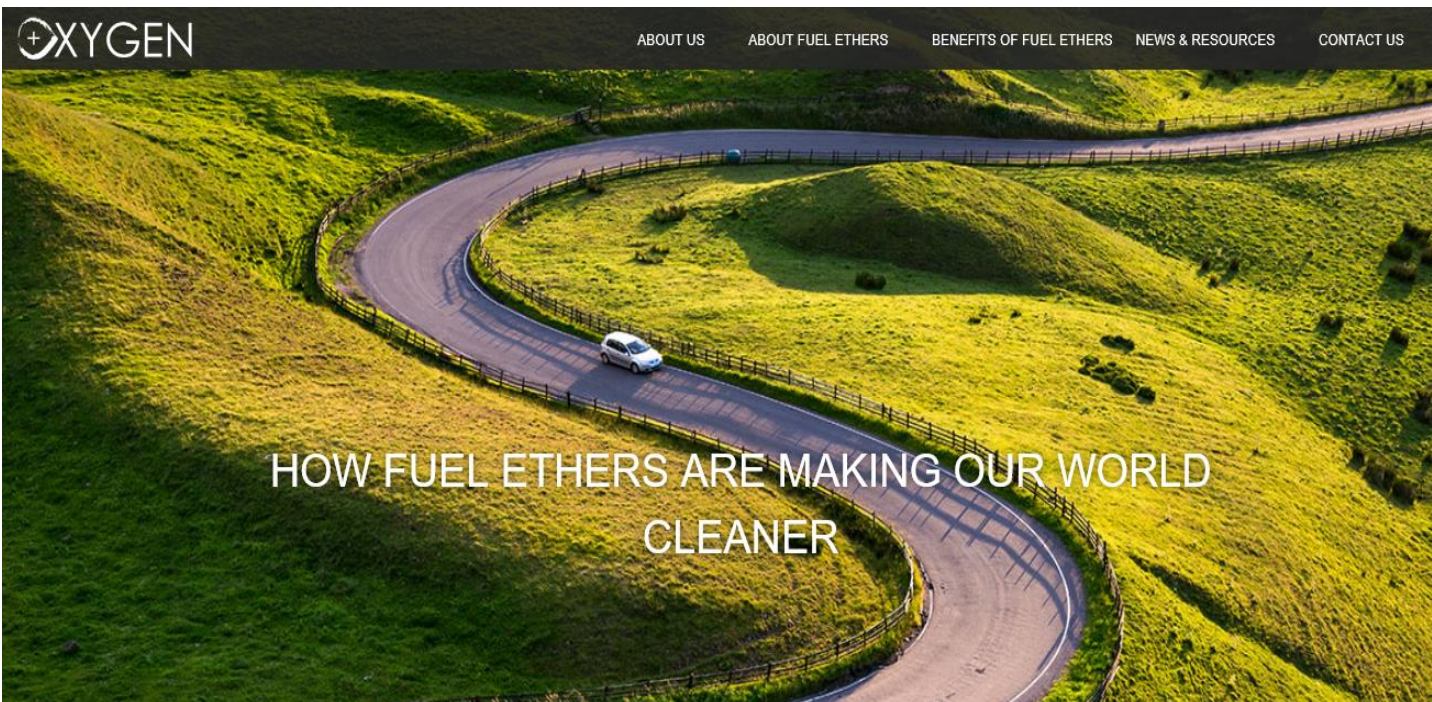 OXYGEN
ABOUT US ABOUT FUEL ETHERS BENEFITS OF FUEL ETHERS NEWS & RESOURCES CONTACT US
HOW FUEL ETHERS ARE MAKING OUR WORLD
CLEANER